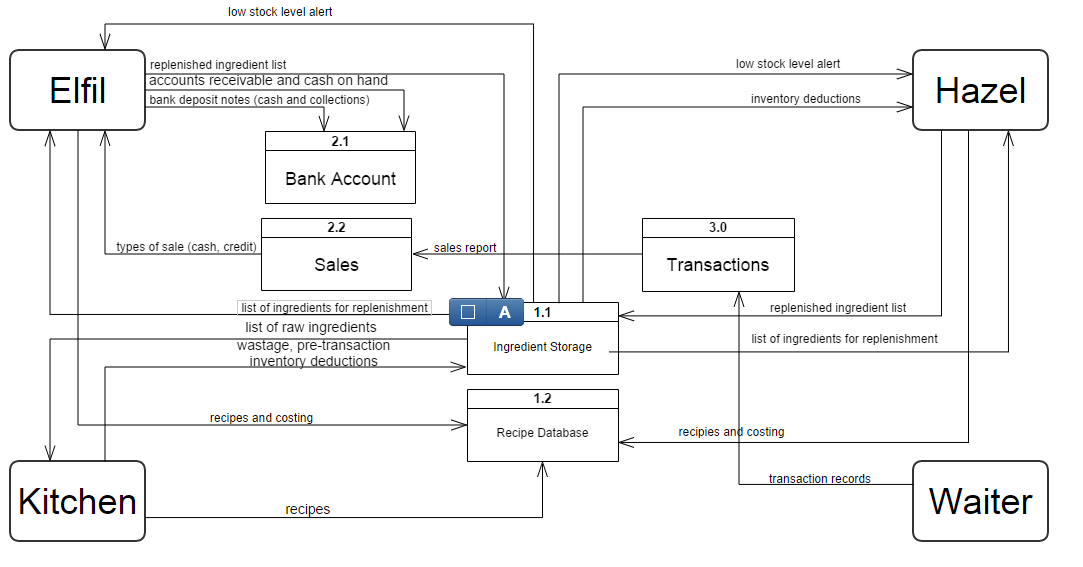 low stock level alert
Elfil
replenished ingredient list
accounts receivable and cash on hand
bank deposit notes (cash and collections)
low stock level alert
inventory deductions
Hazel
2.1
Bank Account
2.2
Sales
types of sale (cash, credit)
sales report
3.0
Transactions
list of ingredients for replenishment
list of raw ingredients
wastage, pre-transaction
inventory deductions
A
1.1
Ingredient Storage
replenished ingredient list
list of ingredients for replenishment
1.2
Recipe Database
recipes and costing
recipies and costing
Kitchen
recipes
transaction records
Waiter